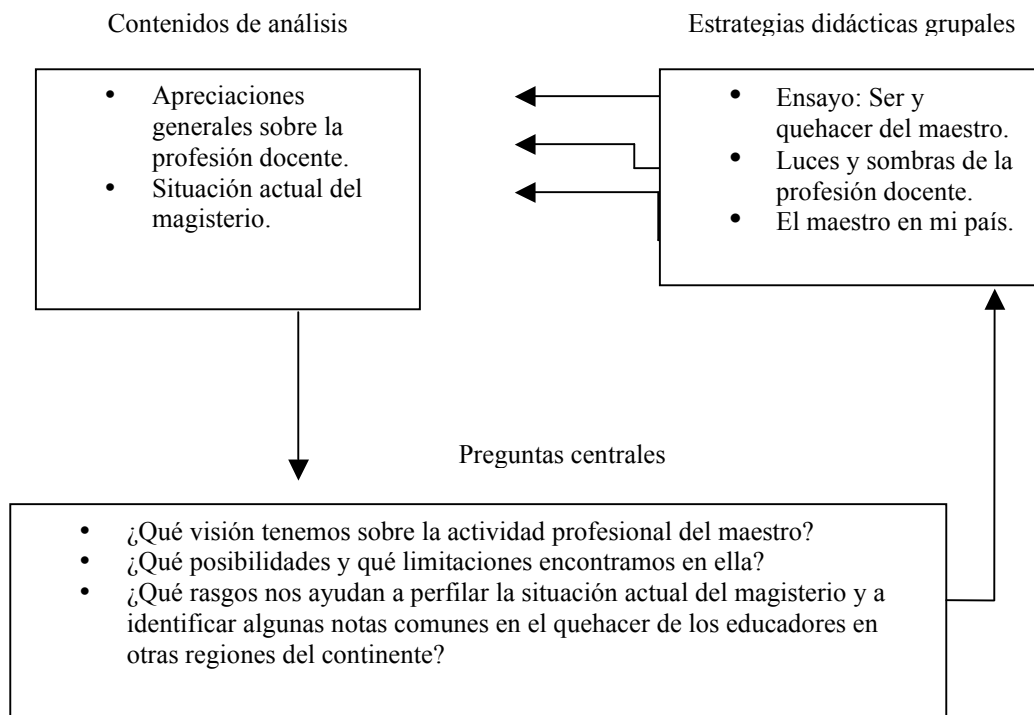 Contenidos de análisis
• Apreciaciones
generales sobre la
profesión docente.
• Situación actual del
magisterio.
Estrategias didácticas grupales
• Ensayo: Ser y
quehacer del maestro.
• Luces y sombras de la
profesión docente.
• El maestro en mi país.
Preguntas centrales
• ¿Qué visión tenemos sobre la actividad profesional del maestro?
• ¿Qué posibilidades y qué limitaciones encontramos en ella?
• ¿Qué rasgos nos ayudan a perfilar la situación actual del magisterio y a
identificar algunas notas comunes en el quehacer de los educadores en
otras regiones del continente?